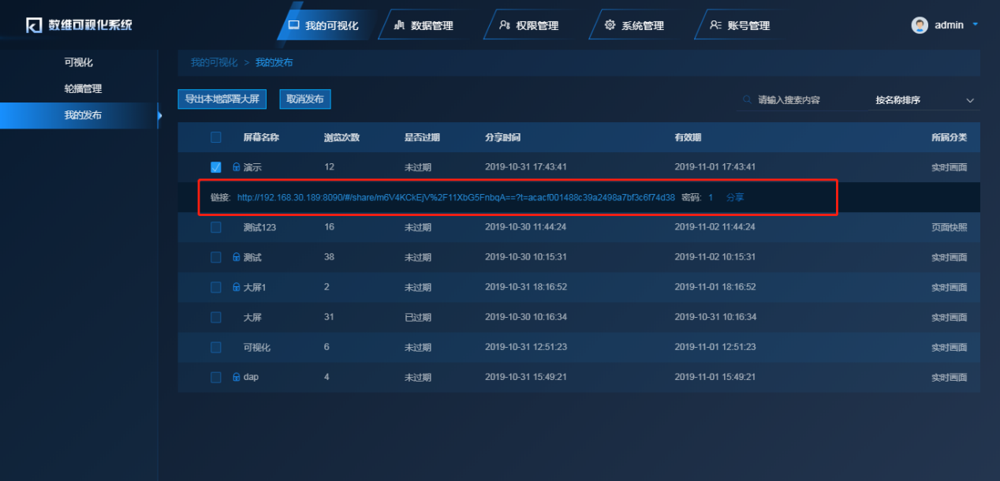 数维可视化系统 我的可视化 数据管理 权限管理 系统管理 账号管理 admin
可视化
轮播管理
我的发布
我的可视化 > 我的发布
导出本地部署大屏 取消发布 请输入搜索内容 按名称排序
屏幕名称 浏览次数 是否过期 分享时间 有效期 所属分类
演示 12 未过期 2019-10-31 17:43:41 2019-11-01 17:43:41 实时画面
链接: http://192.168.30.189:8090/#/share/m6V4KCkEjV%2F11XbG5FnbqA==?t=acacf001488c39a2498a7bf3c6f74d38 密码: 1 分享
测试123 16 未过期 2019-10-30 11:44:24 2019-11-02 11:44:24 页面快照
测试 38 未过期 2019-10-30 10:15:31 2019-11-02 10:15:31 实时画面
大屏1 2 未过期 2019-10-31 18:16:52 2019-11-01 18:16:52 实时画面
大屏 31 已过期 2019-10-30 10:16:34 2019-10-31 10:16:34 实时画面
可视化 6 未过期 2019-10-31 12:51:23 2019-11-01 12:51:23 实时画面
dap 4 未过期 2019-10-31 15:49:21 2019-11-01 15:49:21 实时画面